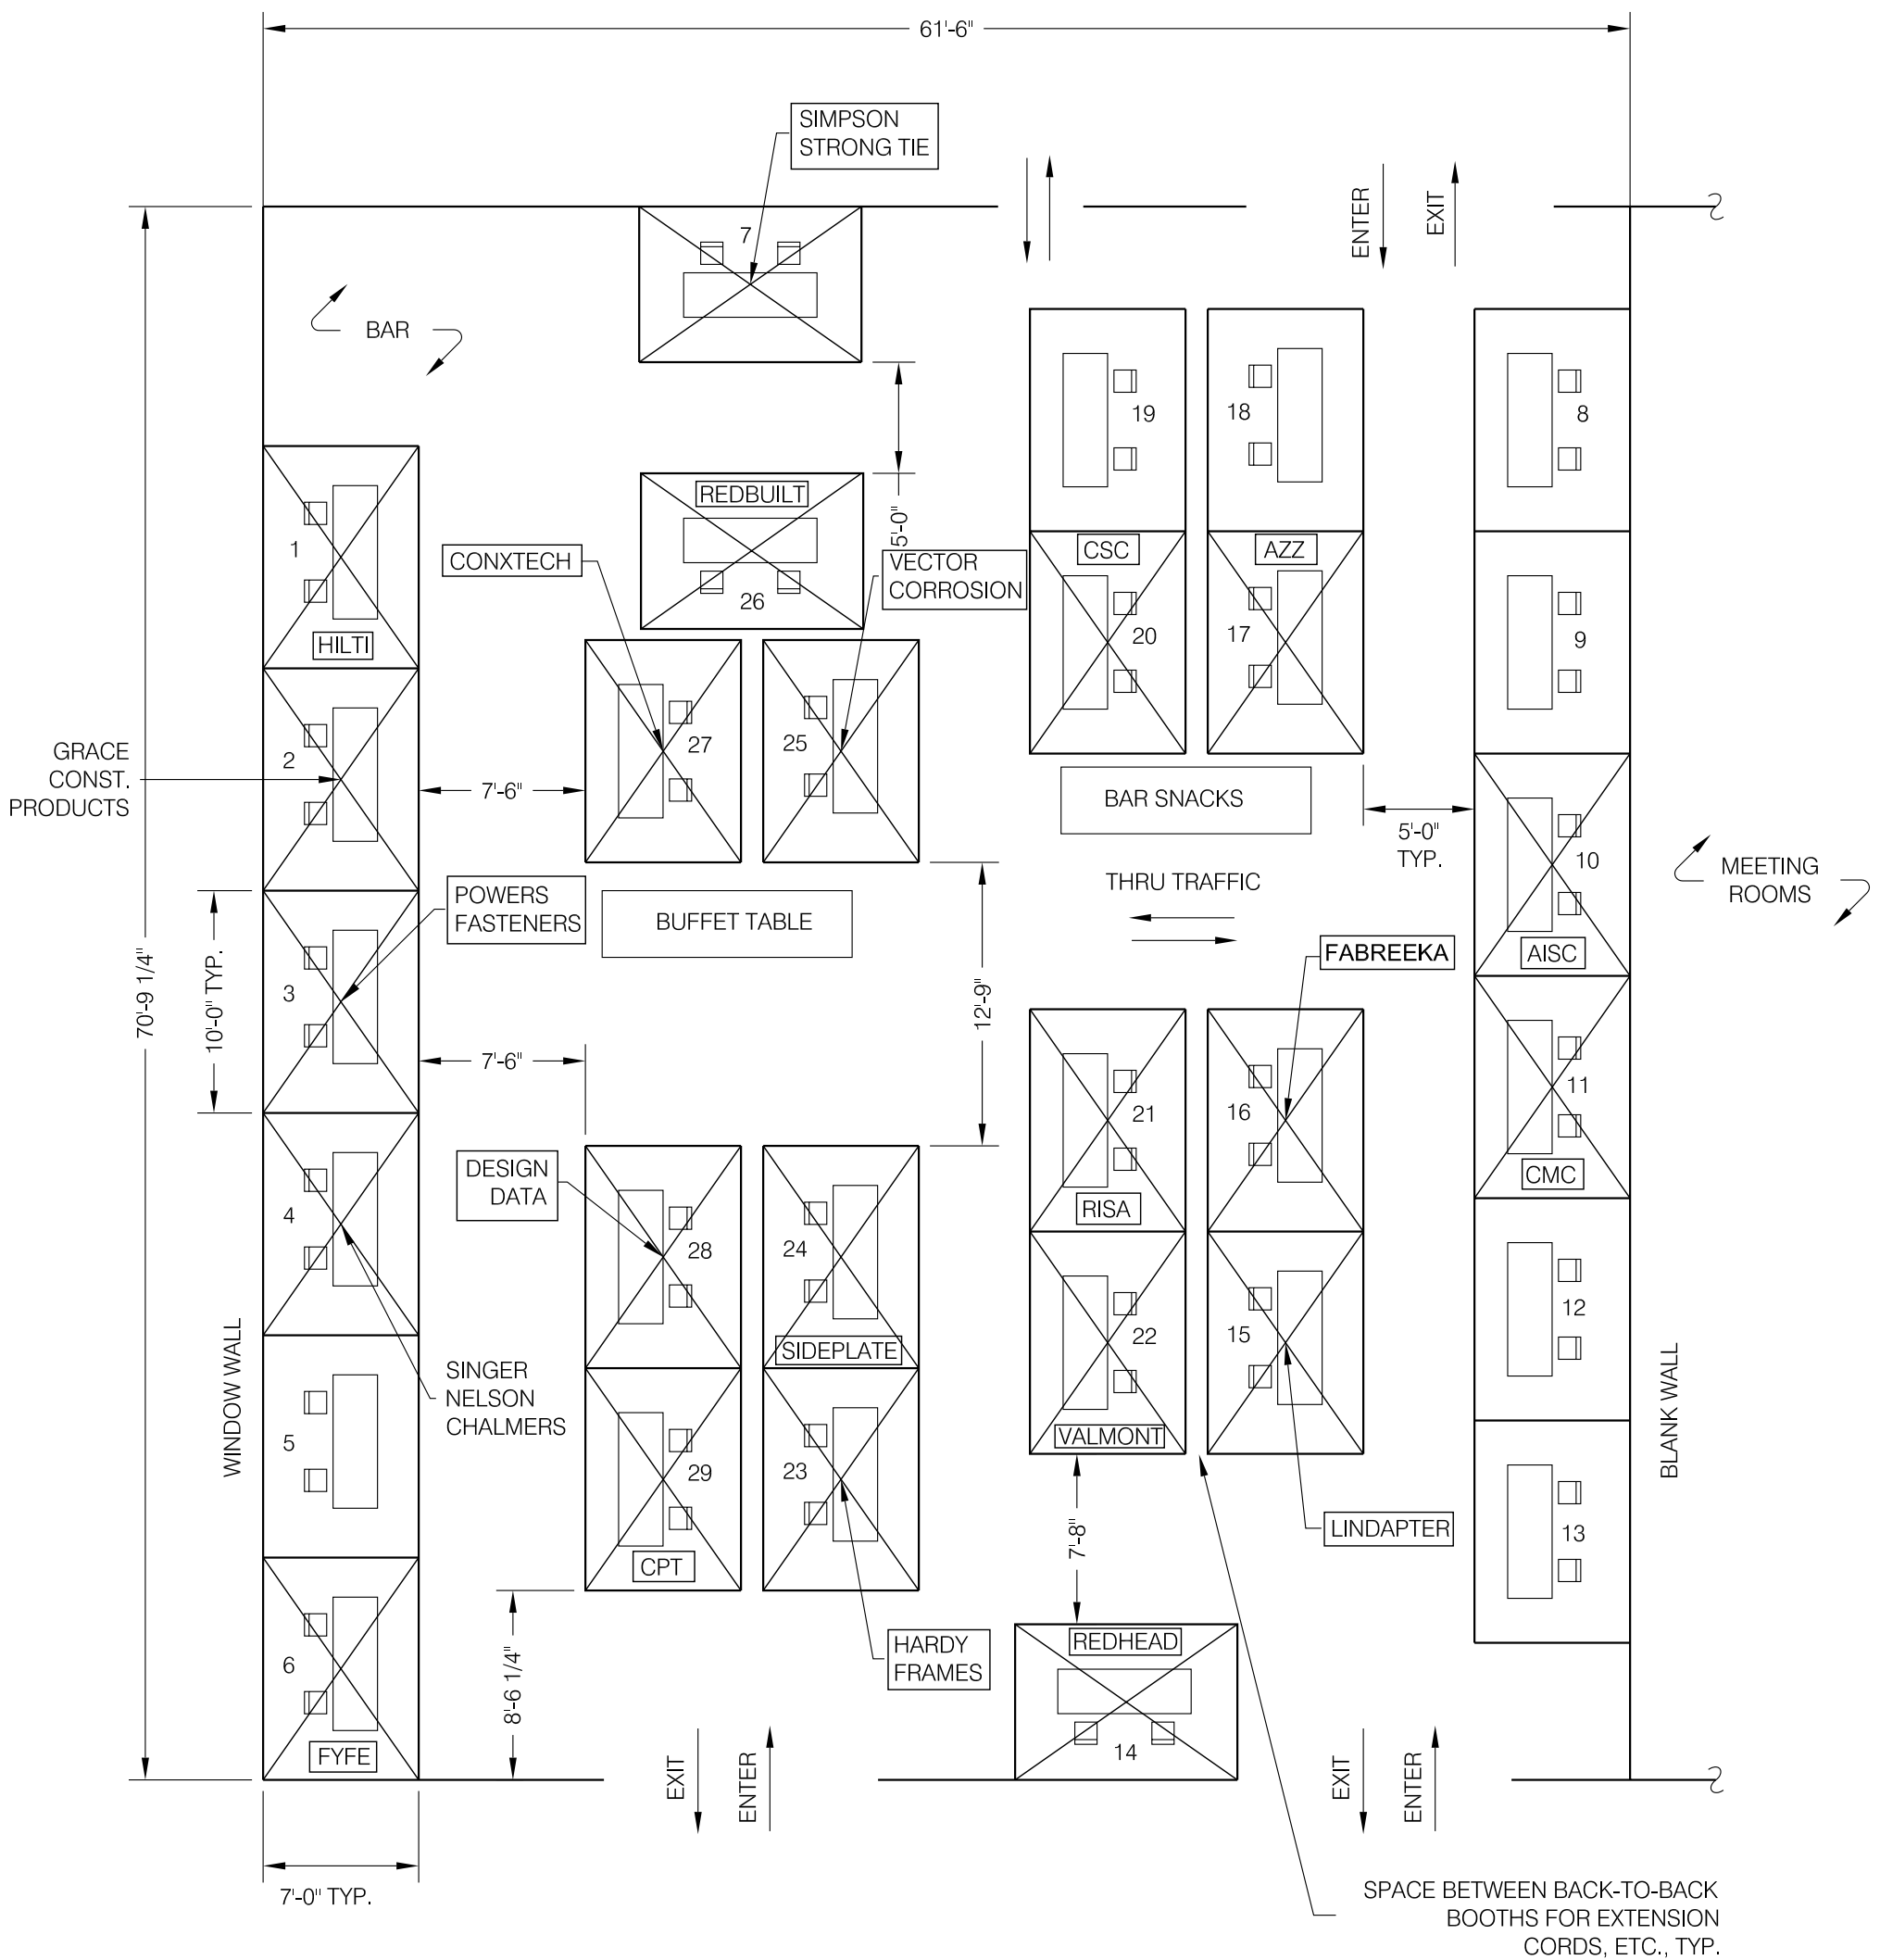 61'-6"
SIMPSON
STRONG TIE
ENTER
EXIT
7
BAR
19
18
8
REDBUILT
5'-0"
1
CONXTECH
VECTOR
CORROSION
CSC
AZZ
26
HILTI
20
17
9
GRACE
CONST.
PRODUCTS
2
7'-6"
27
25
BAR SNACKS
5'-0"
TYP.
10
MEETING
ROOMS
THRU TRAFFIC
POWERS
FASTENERS
BUFFET TABLE
FABREEKA
AISC
70'-9 1/4"
10'-0" TYP.
3
12'-9"
7'-6"
21
16
11
DESIGN
DATA
RISA
CMC
4
28
24
22
15
12
SIDEPLATE
WINDOW WALL
SINGER
NELSON
CHALMERS
VALMONT
BLANK WALL
5
29
23
7'-8"
LINDAPTER
13
CPT
HARDY
FRAMES
REDHEAD
6
8'-6 1/4"
FYFE
14
EXIT
ENTER
EXIT
ENTER
7'-0" TYP.
SPACE BETWEEN BACK-TO-BACK
BOOTHS FOR EXTENSION
CORDS, ETC., TYP.